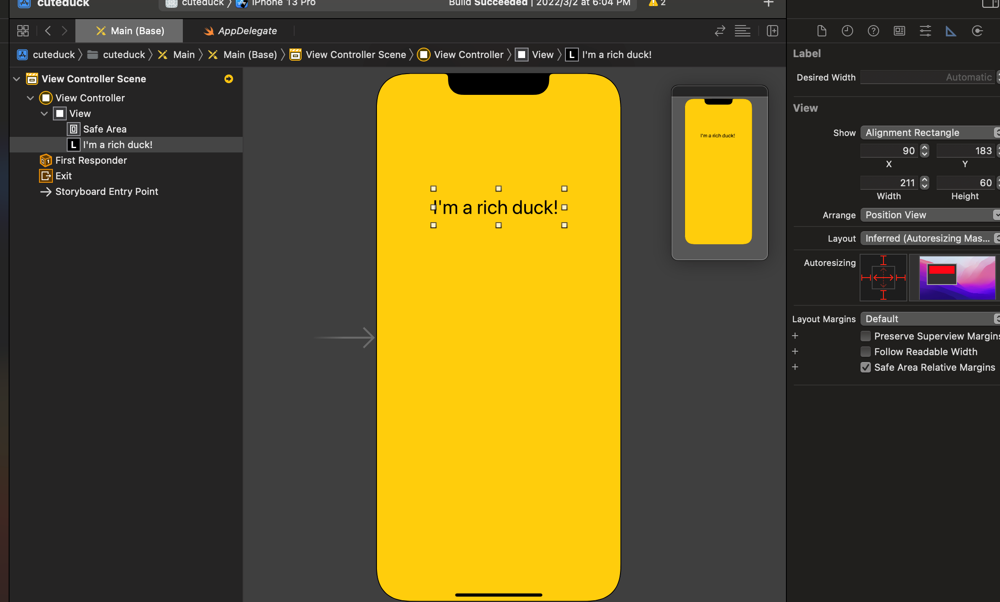 cuteduck
cuteduck
iPhone 13 Pro
Build Succeeded | 2022/3/2 at 6:04 PM
2
Main (Base)
AppDelegate
cuteduck
cuteduck
Main
Main (Base)
View Controller Scene
View Controller
View
L
I'm a rich duck!
View Controller Scene
View Controller
View
Safe Area
L I'm a rich duck!
First Responder
Exit
Storyboard Entry Point
I'm a rich duck!
I'm a rich duck!
Label
Desired Width
Automatic
View
Show
Alignment Rectangle
90
183
X
Y
211
60
Width
Height
Arrange
Position View
Layout
Inferred (Autoresizing Mas...
Autoresizing
Layout Margins
Default
Preserve Superview Margins
Follow Readable Width
Safe Area Relative Margins